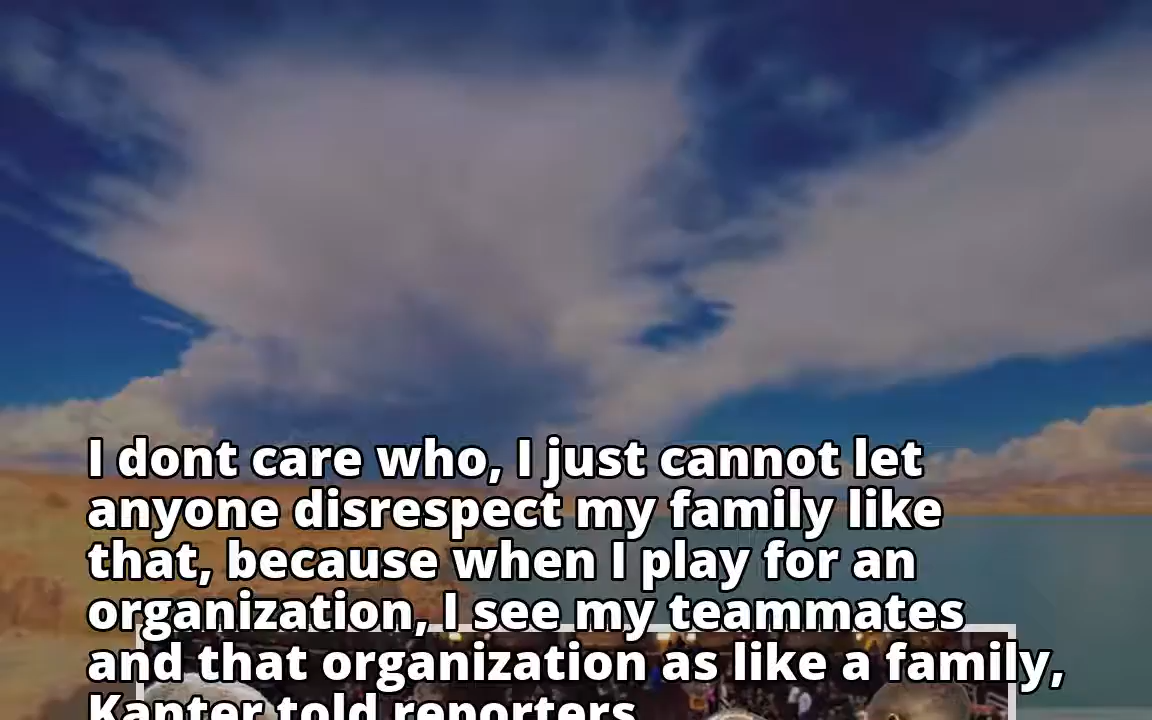 I dont care who, I just cannot let
anyone disrespect my family like
that, because when I play for an
organization, I see my teammates
and that organization as like a family,
Kanter told reporters